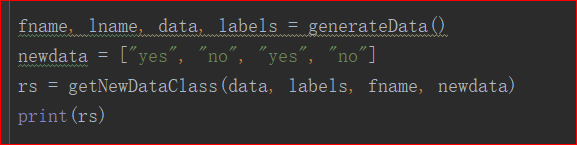 fname, lname, data, labels = generateData()
newdata = ["yes", "no", "yes", "no"]
rs = getNewDataClass(data, labels, fname, newdata)
print(rs)